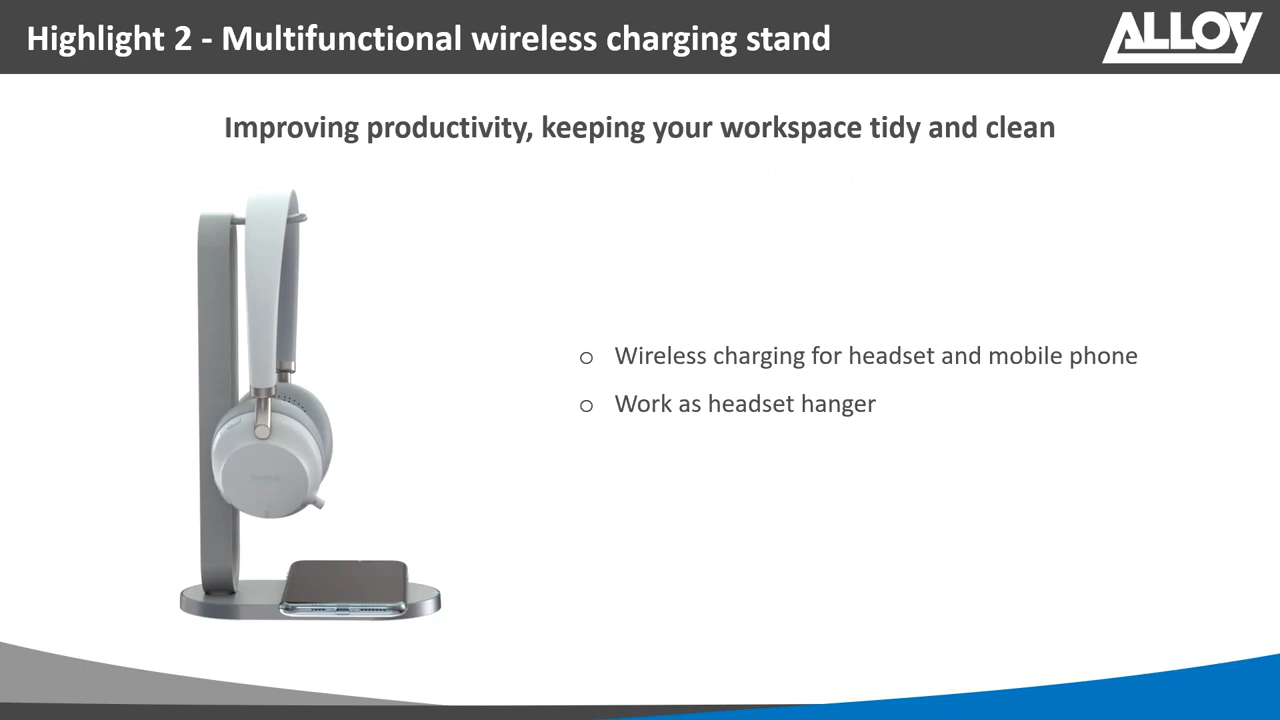 Highlight 2 - Multifunctional wireless charging stand
ALLOY
Improving productivity, keeping your workspace tidy and clean
Wireless charging for headset and mobile phone
Work as headset hanger